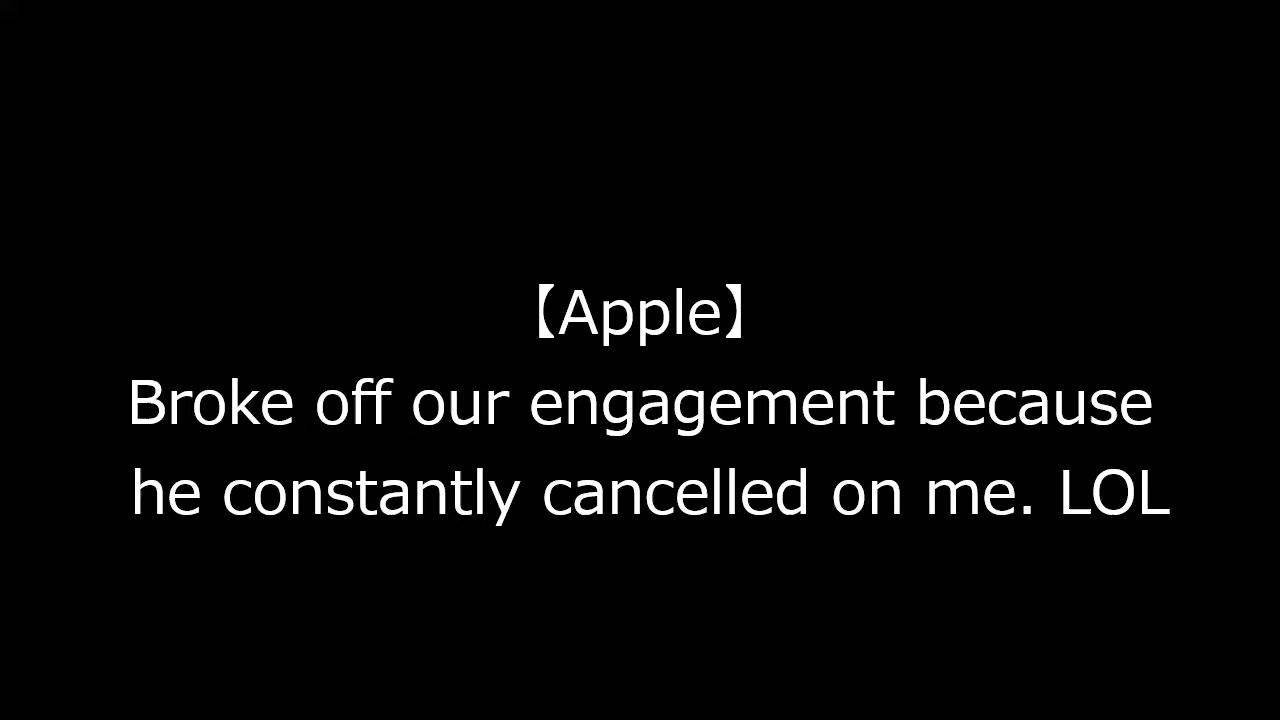 【Apple】
Broke off our engagement because
he constantly cancelled on me. LOL